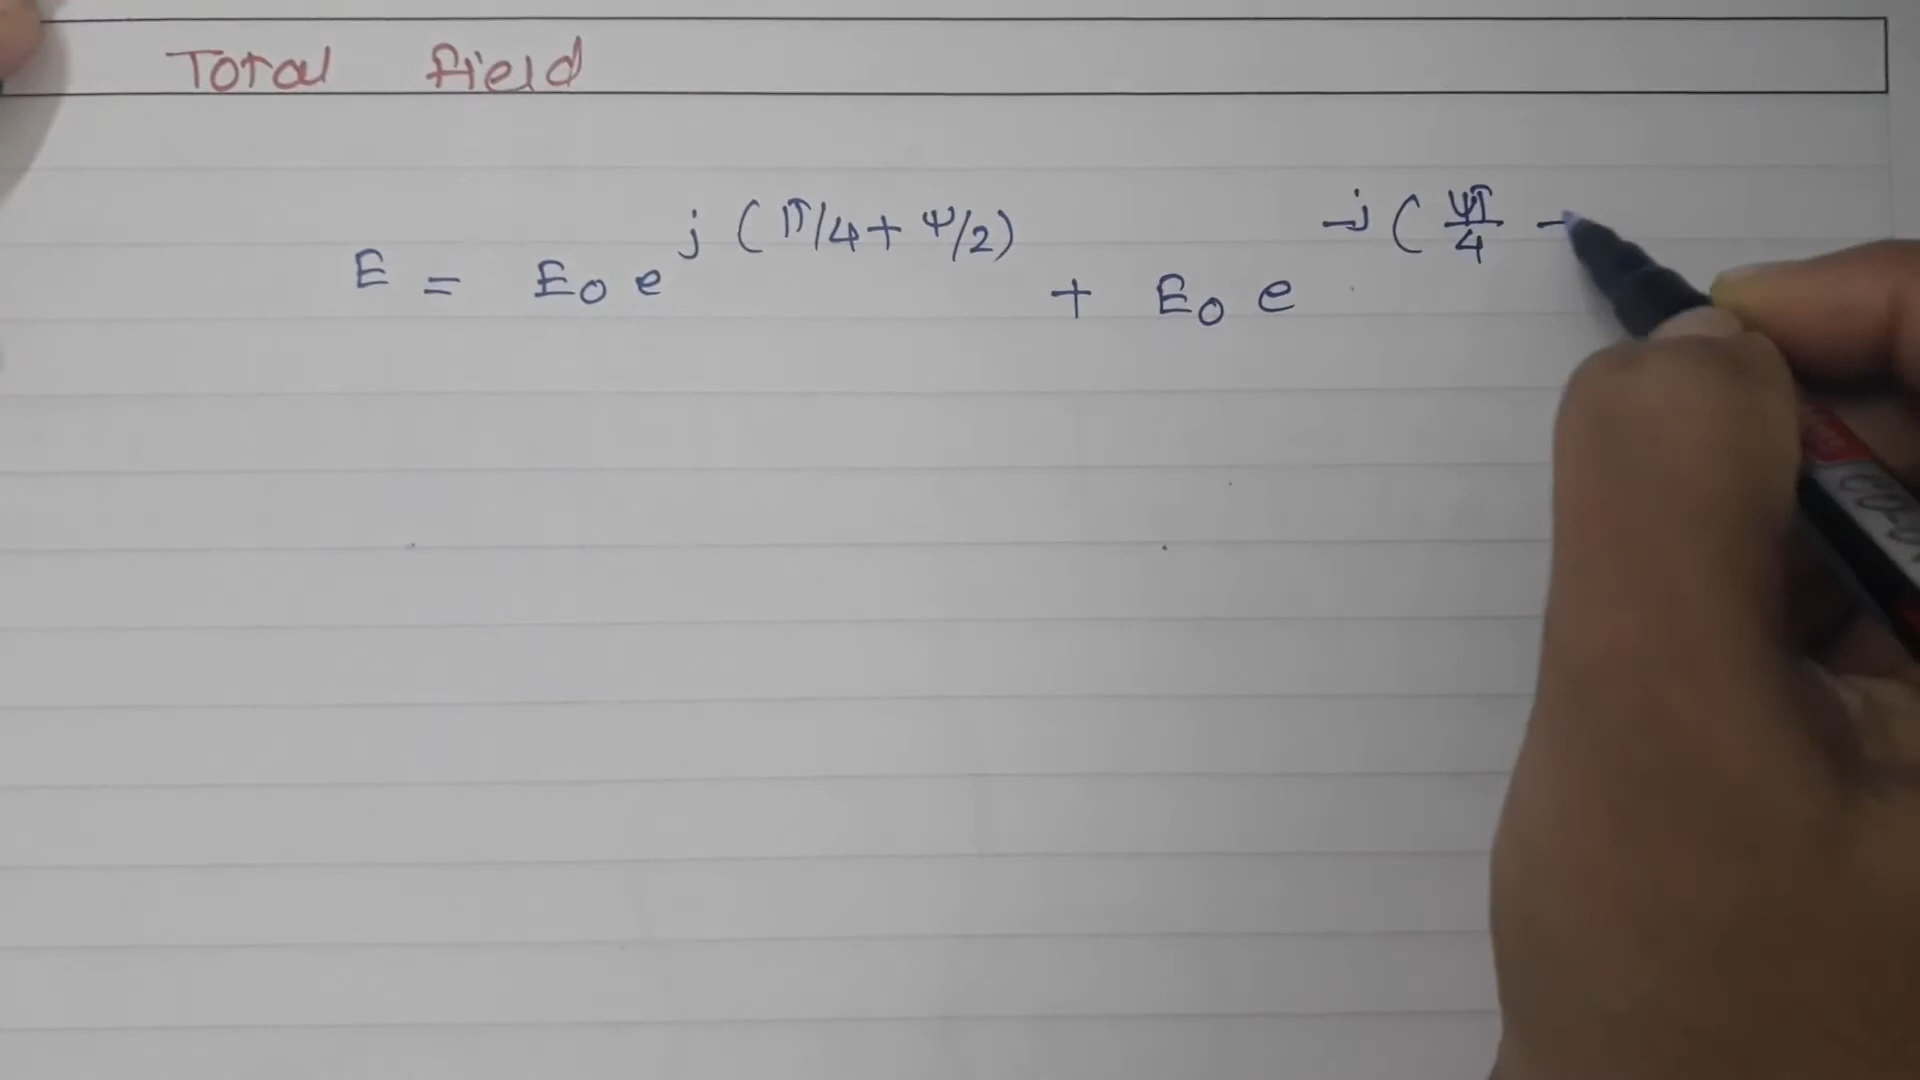 Total field
E = E₀ e^{j (π/4 + ψ/2)} + E₀ e^{-j (π/4 -